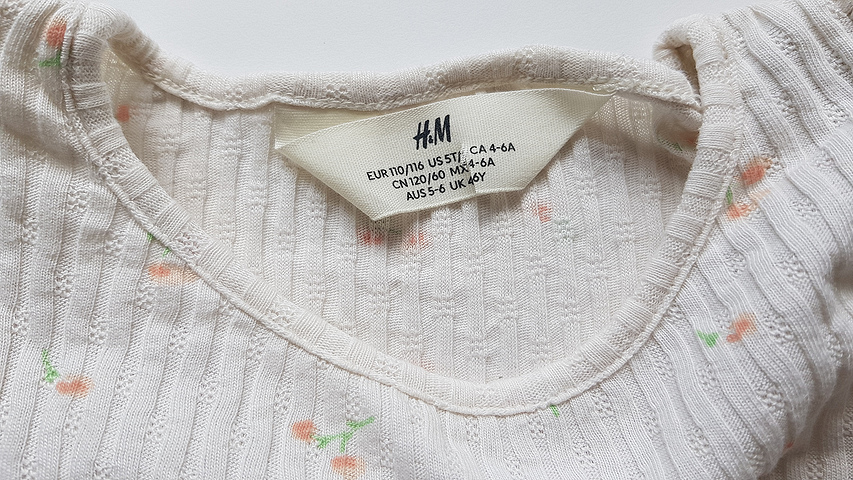 H&M
EUR 110/116 US 5T/ CA 4-6A
CN 120/60 MX 4-6A
AUS 5-6 UK 6Y